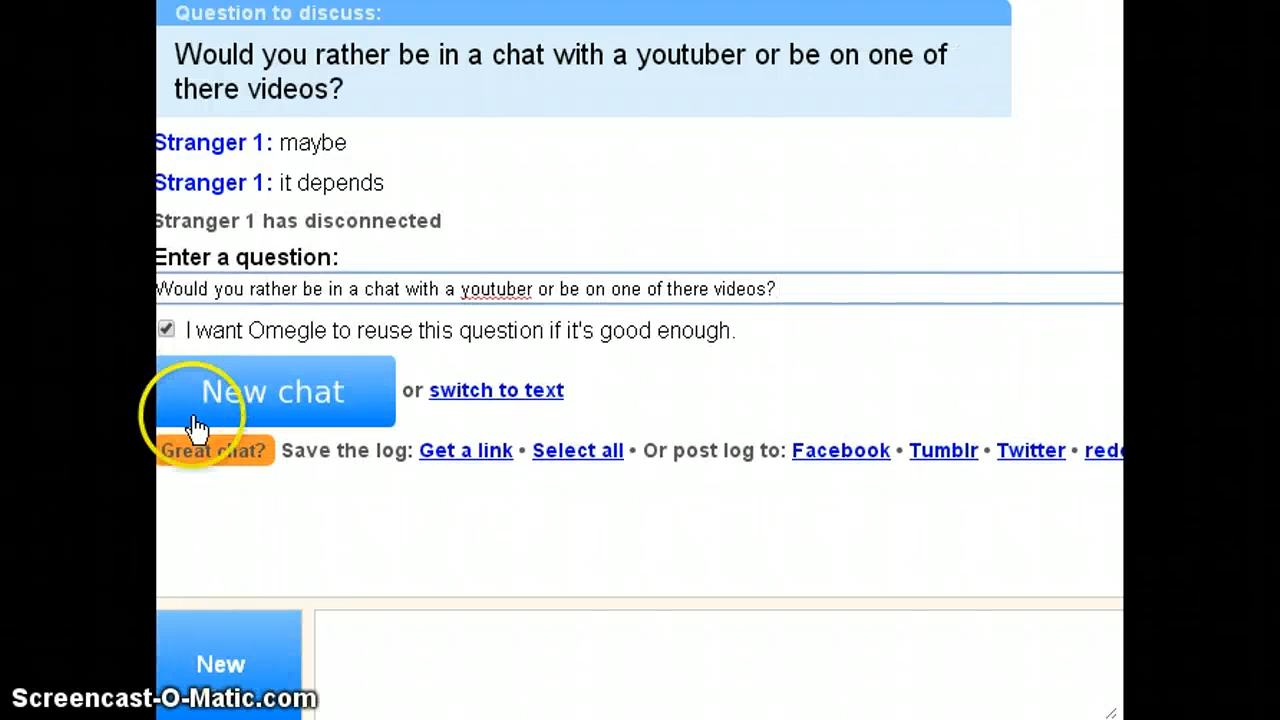 Question to discuss:
Would you rather be in a chat with a youtuber or be on one of
there videos?
Stranger 1: maybe
Stranger 1: it depends
Stranger 1 has disconnected
Enter a question:
Would you rather be in a chat with a youtuber or be on one of there videos?
I want Omegle to reuse this question if it's good enough.
New chat or switch to text
Great chat? Save the log: Get a link • Select all • Or post log to: Facebook • Tumblr • Twitter •
New
Screencast-O-Matic.com